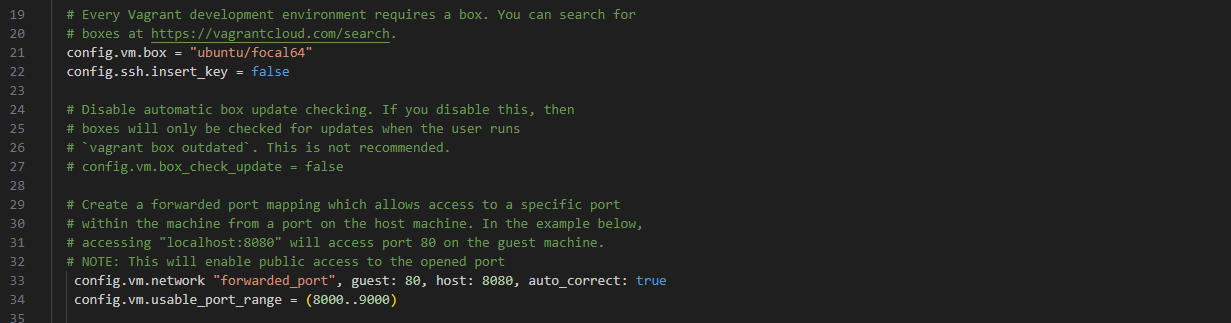 19 # Every Vagrant development environment requires a box. You can search for
20 # boxes at https://vagrantcloud.com/search.
21 config.vm.box = "ubuntu/focal64"
22 config.ssh.insert_key = false
23
24 # Disable automatic box update checking. If you disable this, then
25 # boxes will only be checked for updates when the user runs
26 # `vagrant box outdated`. This is not recommended.
27 # config.vm.box_check_update = false
28
29 # Create a forwarded port mapping which allows access to a specific port
30 # within the machine from a port on the host machine. In the example below,
31 # accessing "localhost:8080" will access port 80 on the guest machine.
32 # NOTE: This will enable public access to the opened port
33 config.vm.network "forwarded_port", guest: 80, host: 8080, auto_correct: true
34 config.vm.usable_port_range = (8000..9000)
35